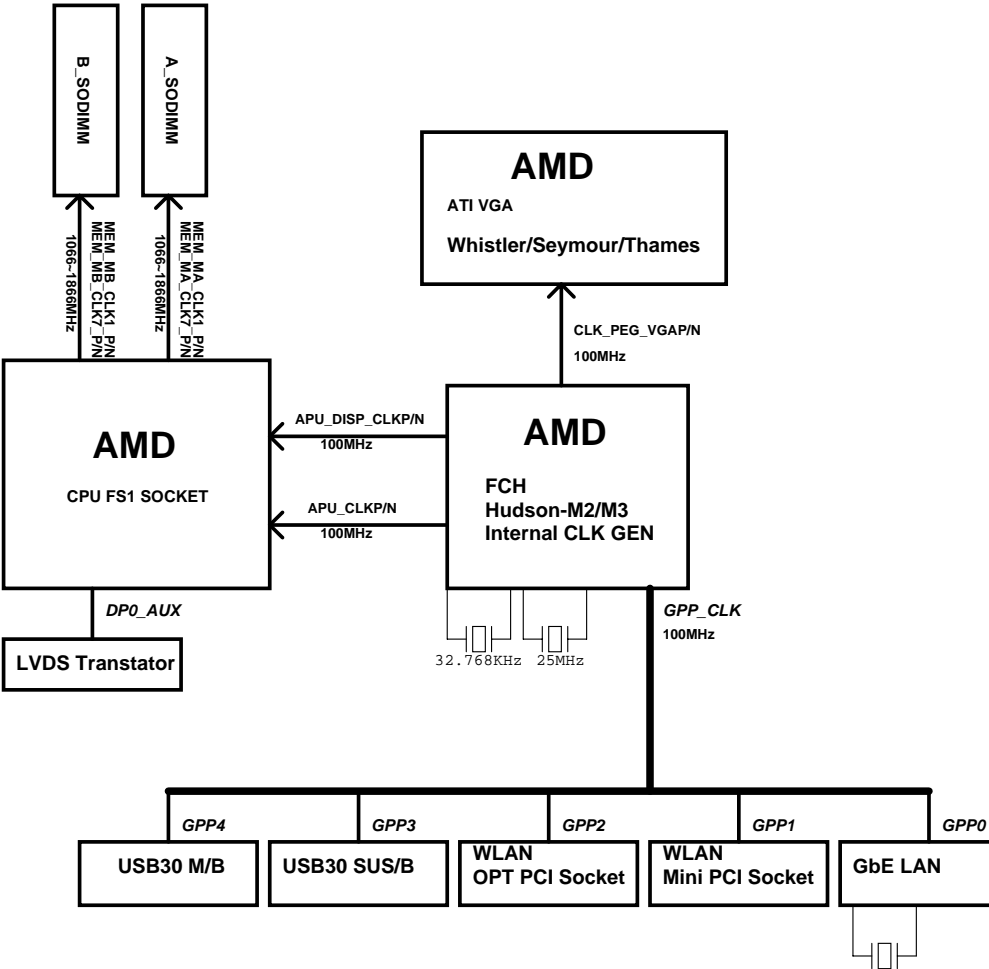 B_SODIMM
A_SODIMM
MEM_MB_CLK1_P/N
MEM_MB_CLK7_P/N
1066~1866MHz
MEM_MA_CLK1_P/N
MEM_MA_CLK7_P/N
1066~1866MHz
AMD
ATI VGA
Whistler/Seymour/Thames
CLK_PEG_VGAP/N
100MHz
AMD
CPU FS1 SOCKET
APU_DISP_CLKP/N
100MHz
APU_CLKP/N
100MHz
AMD
FCH
Hudson-M2/M3
Internal CLK GEN
DP0_AUX
LVDS Transtator
32.768KHz
25MHz
GPP_CLK
100MHz
GPP4
GPP3
GPP2
GPP1
GPP0
USB30 M/B
USB30 SUS/B
WLAN
OPT PCI Socket
WLAN
Mini PCI Socket
GbE LAN